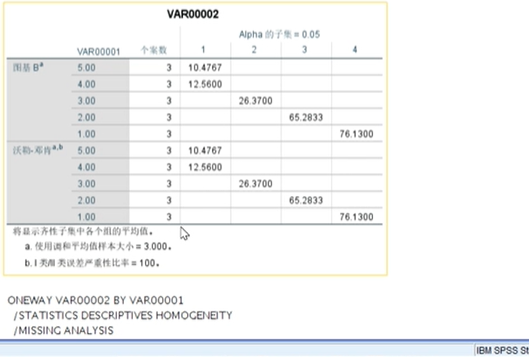 VAR00002
Alpha 的子集 = 0.05
VAR00001 个案数 1 2 3 4
图基 Bª 5.00 3 10.4767
4.00 3 12.5600
3.00 3 26.3700
2.00 3 65.2833
1.00 3 76.1300
沃勒-邓肯ª,ᵇ 5.00 3 10.4767
4.00 3 12.5600
3.00 3 26.3700
2.00 3 65.2833
1.00 3 76.1300
将显示齐性子集中各个组的平均值。
a. 使用调和平均值样本大小 = 3.000。
b. I 类/II 类误差严重性比率 = 100。
ONEWAY VAR00002 BY VAR00001
/STATISTICS DESCRIPTIVES HOMOGENEITY
/MISSING ANALYSIS
IBM SPSS St